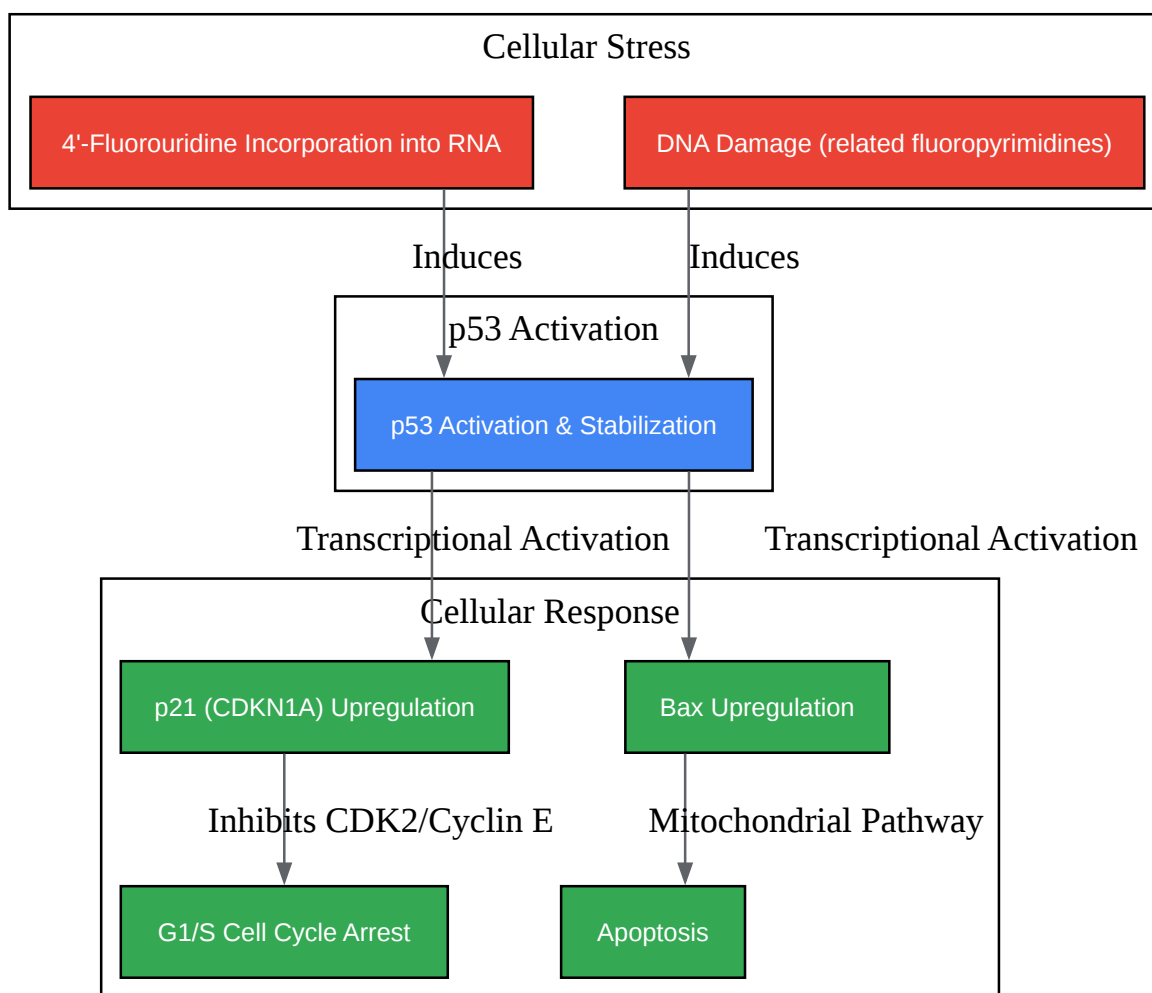 Cellular Stress
4'-Fluorouridine Incorporation into RNA
DNA Damage (related fluoropyrimidines)
Induces
Induces
p53 Activation
p53 Activation & Stabilization
Transcriptional Activation
Transcriptional Activation
Cellular Response
p21 (CDKN1A) Upregulation
Bax Upregulation
Inhibits CDK2/Cyclin E
Mitochondrial Pathway
G1/S Cell Cycle Arrest
Apoptosis